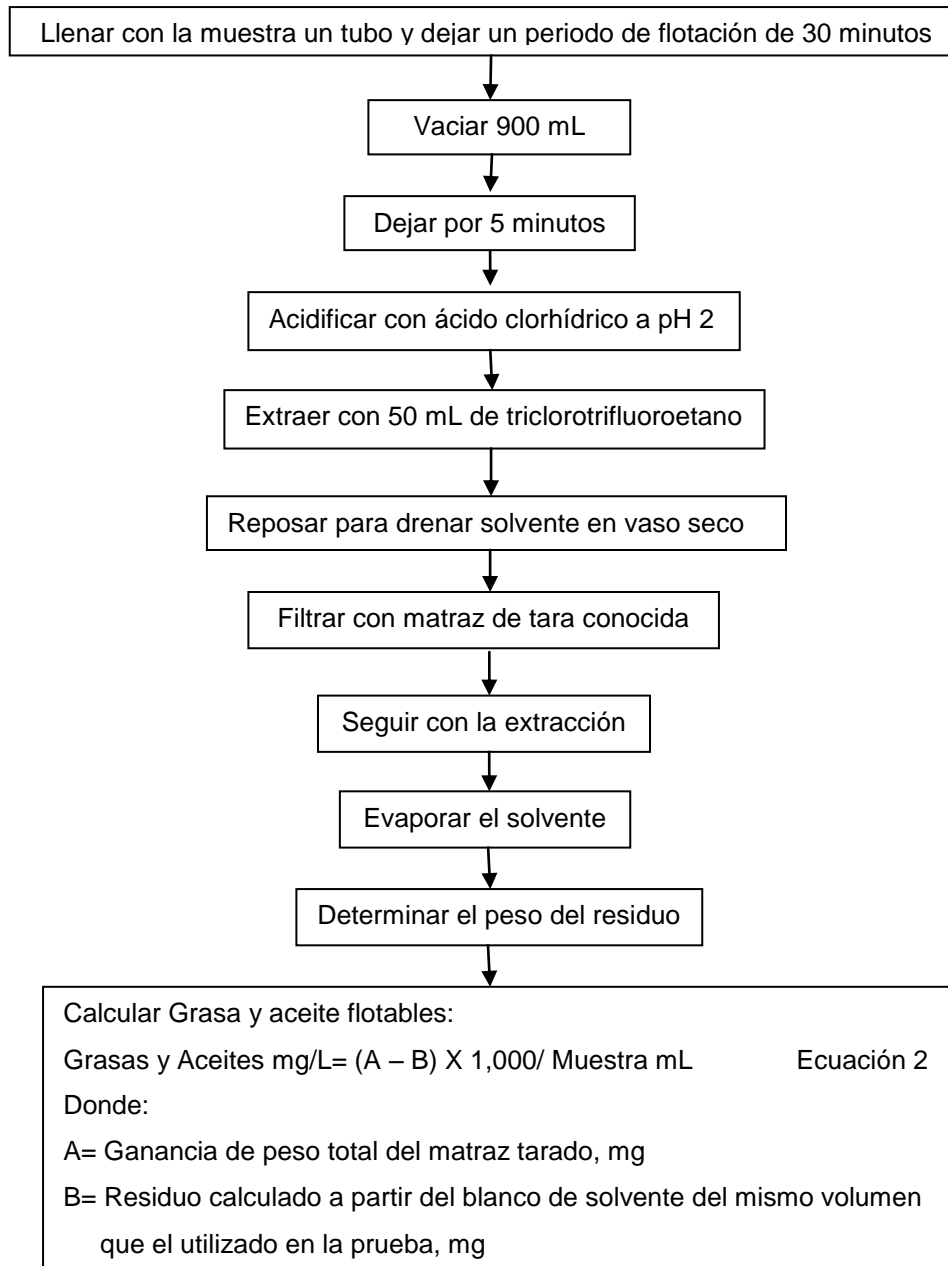 Llenar con la muestra un tubo y dejar un periodo de flotación de 30 minutos
Vaciar 900 mL
Dejar por 5 minutos
Acidificar con ácido clorhídrico a pH 2
Extraer con 50 mL de triclorotrifluoroetano
Reposar para drenar solvente en vaso seco
Filtrar con matraz de tara conocida
Seguir con la extracción
Evaporar el solvente
Determinar el peso del residuo
Calcular Grasa y aceite flotables:
Grasas y Aceites mg/L= (A – B) X 1,000/ Muestra mL Ecuación 2
Donde:
A= Ganancia de peso total del matraz tarado, mg
B= Residuo calculado a partir del blanco de solvente del mismo volumen
que el utilizado en la prueba, mg